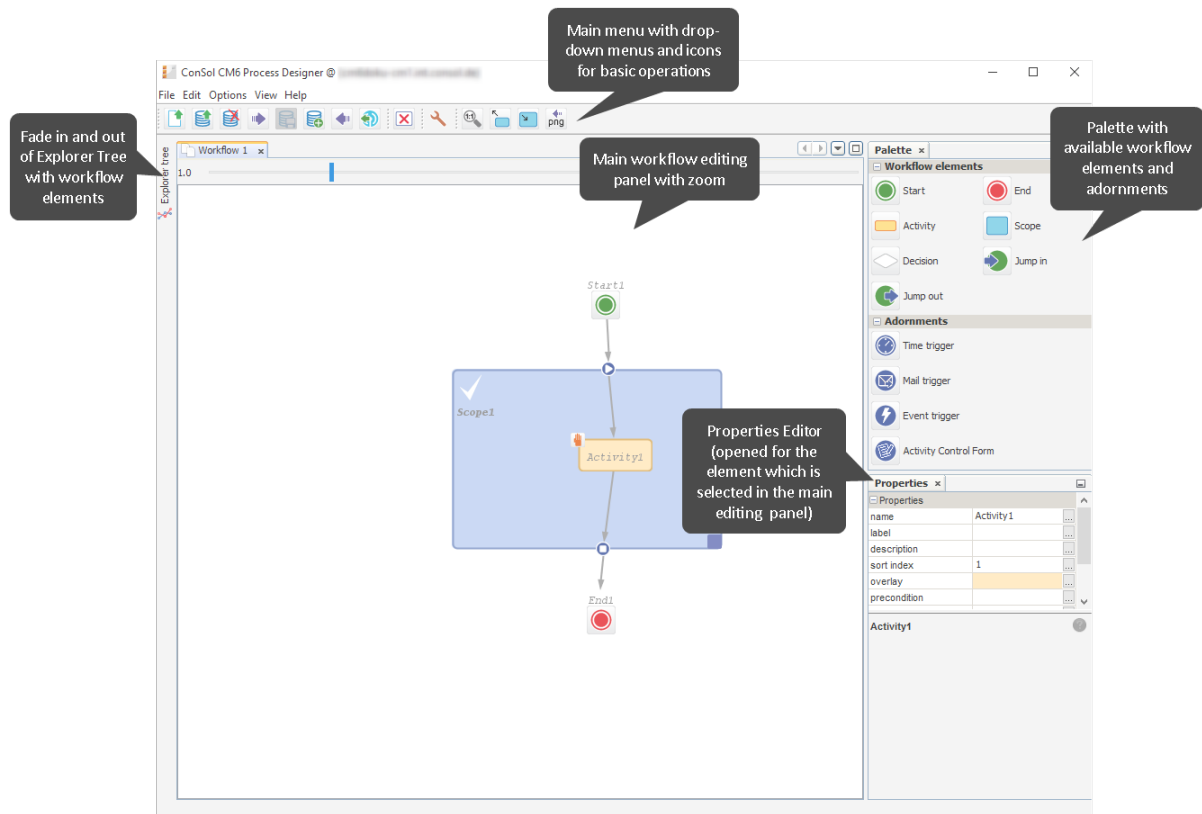 Main menu with drop-
down menus and icons
for basic operations
ConSol CM6 Process Designer @
File Edit Options View Help
1:1
png
Fade in and out
of Explorer Tree
with workflow
elements
Explorer tree
Workflow 1
1.0
Main workflow editing
panel with zoom
Palette
Workflow elements
Start
End
Activity
Scope
Decision
Jump in
Jump out
Adornments
Time trigger
Mail trigger
Event trigger
Activity Control Form
Palette with
available workflow
elements and
adornments
Start1
Scope1
Activity1
End1
Properties Editor
(opened for the
element which is
selected in the main
editing panel)
Properties
Properties
name Activity1 ...
label ...
description ...
sort index 1 ...
overlay ...
precondition ...
Activity1
?